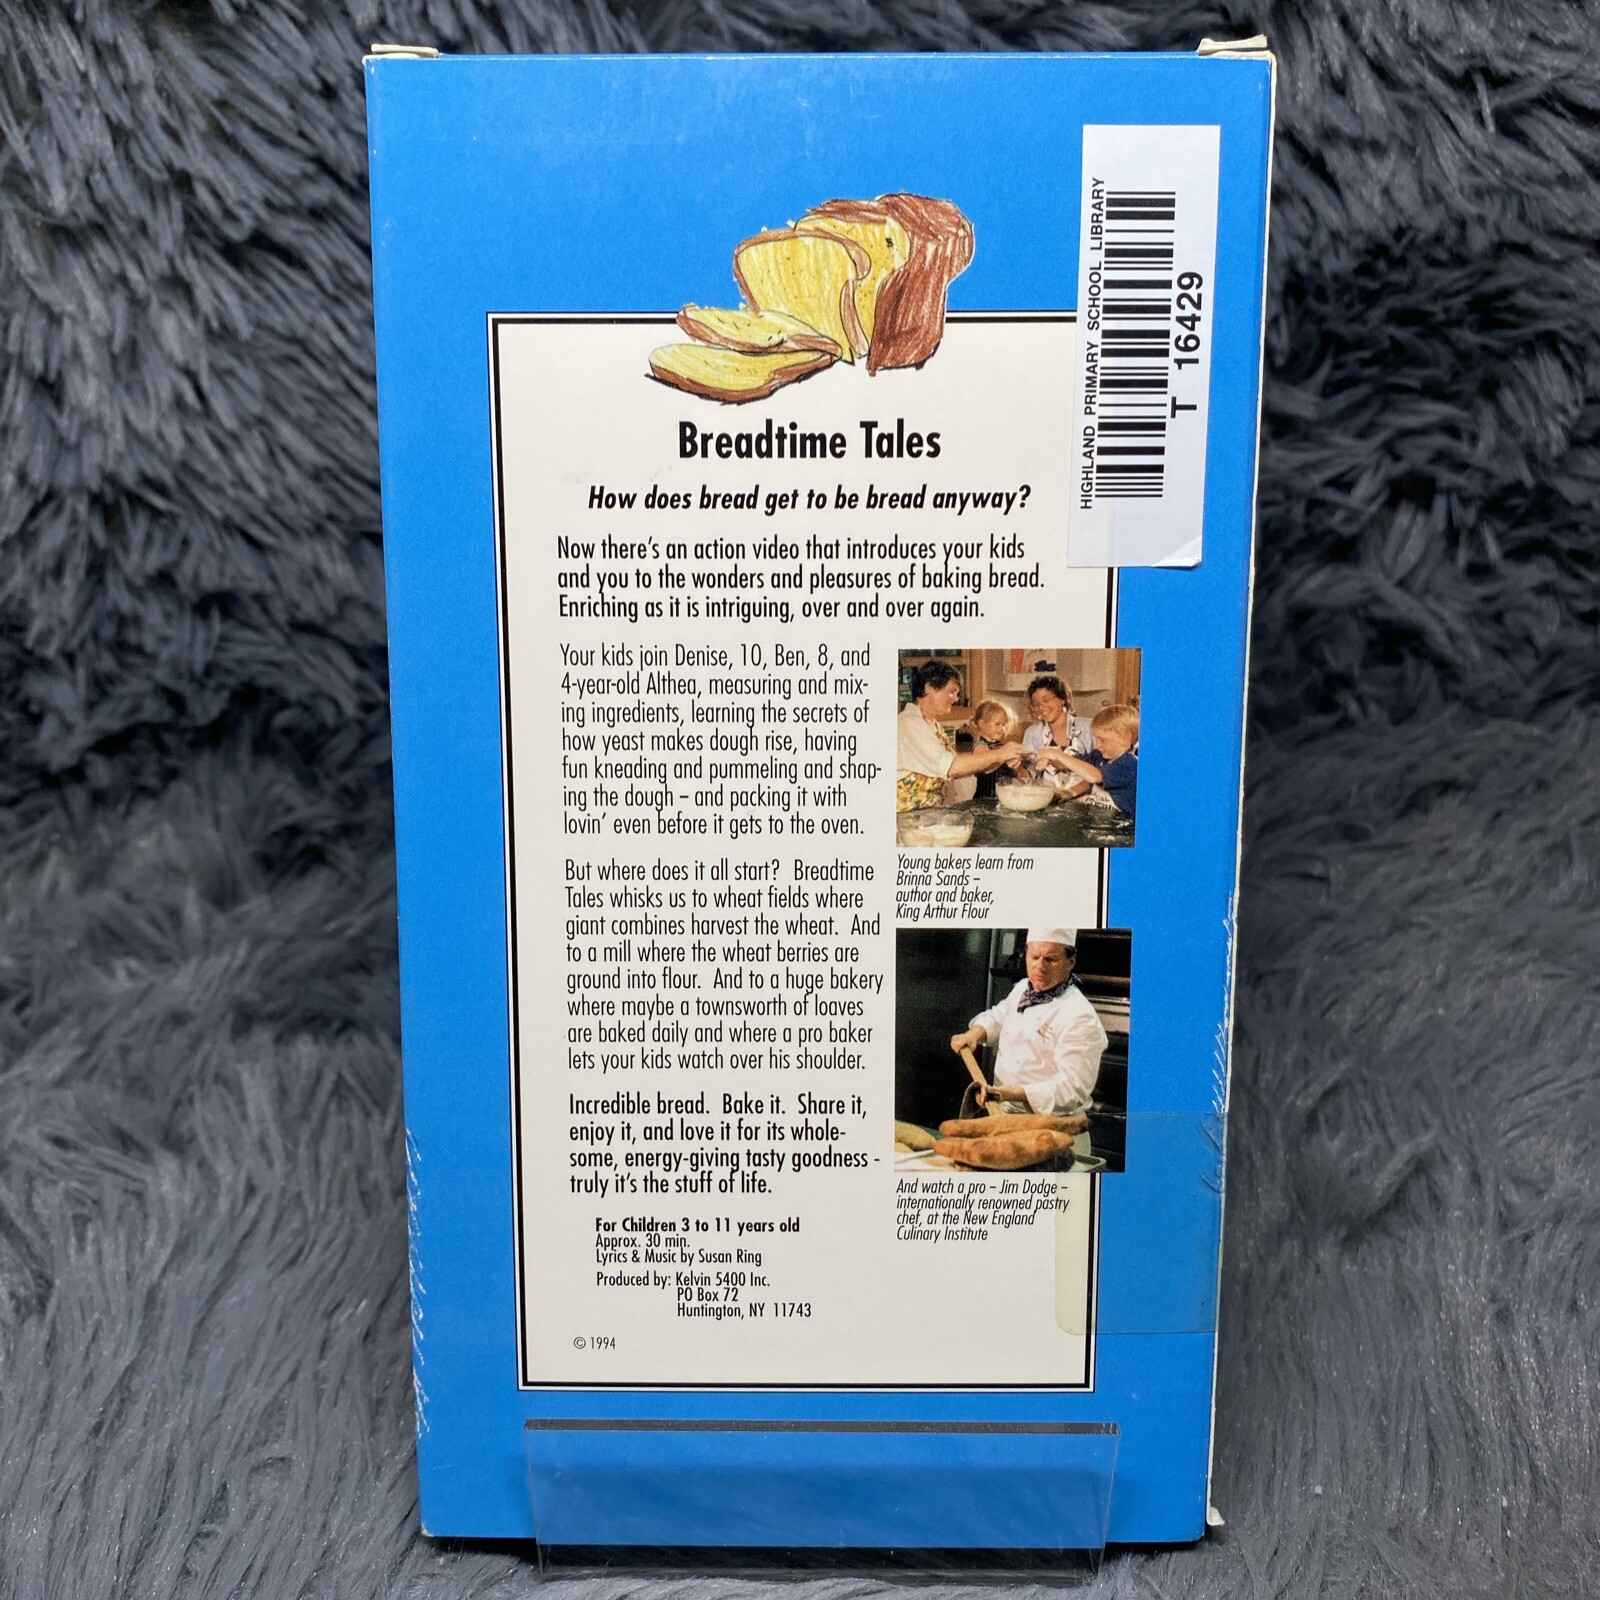 HIGHLAND PRIMARY SCHOOL LIBRARY
T 16429
Breadtime Tales
How does bread get to be bread anyway?
Now there's an action video that introduces your kids
and you to the wonders and pleasures of baking bread.
Enriching as it is intriguing, over and over again.
Your kids join Denise, 10, Ben, 8, and
4-year-old Althea, measuring and mix-
ing ingredients, learning the secrets of
how yeast makes dough rise, having
fun kneading and pummeling and shap-
ing the dough – and packing it with
lovin' even before it gets to the oven.
But where does it all start? Breadtime
Tales whisks us to wheat fields where
giant combines harvest the wheat. And
to a mill where the wheat berries are
ground into flour. And to a huge bakery
where maybe a townsworth of loaves
are baked daily and where a pro baker
lets your kids watch over his shoulder.
Incredible bread. Bake it. Share it,
enjoy it, and love it for its whole-
some, energy-giving tasty goodness -
truly it's the stuff of life.
Young bakers learn from
Brinna Sands –
author and baker,
King Arthur Flour
And watch a pro – Jim Dodge –
internationally renowned pastry
chef, at the New England
Culinary Institute
For Children 3 to 11 years old
Approx. 30 min.
Lyrics & Music by Susan Ring
Produced by: Kelvin 5400 Inc.
PO Box 72
Huntington, NY 11743
© 1994